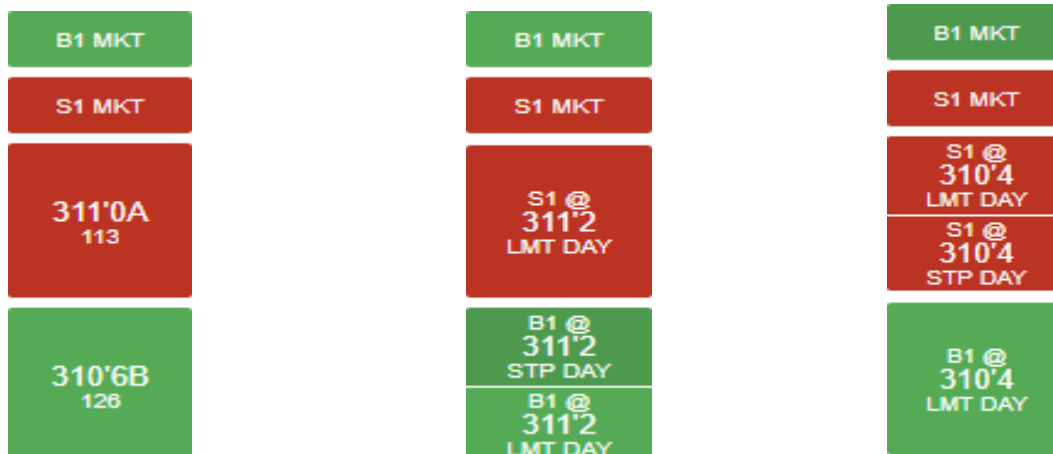 B1 MKT
S1 MKT
311'0A
113
310'6B
126
B1 MKT
S1 MKT
S1 @
311'2
LMT DAY
B1 @
311'2
STP DAY
B1 @
311'2
LMT DAY
B1 MKT
S1 MKT
S1 @
310'4
LMT DAY
S1 @
310'4
STP DAY
B1 @
310'4
LMT DAY